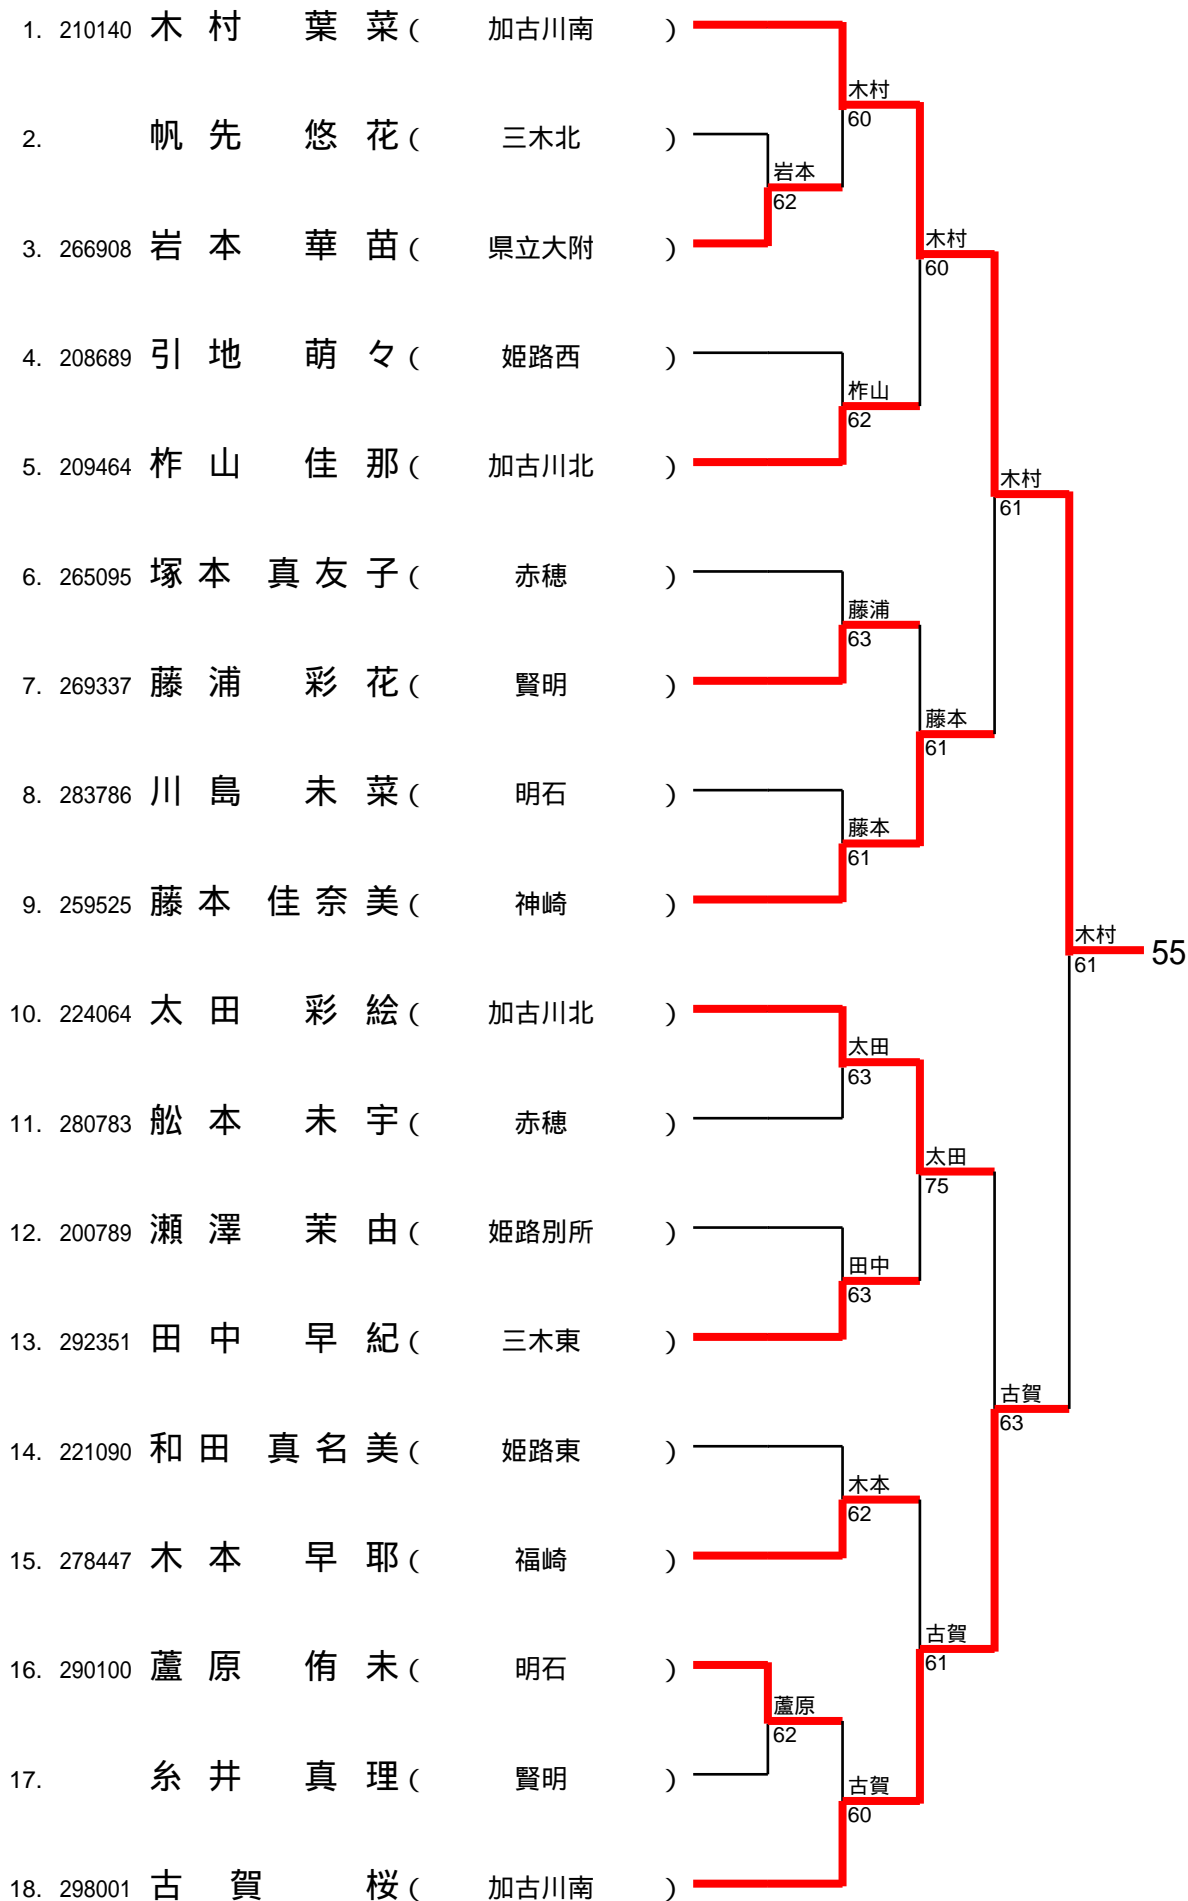 1. 210140 木村 葉菜 ( 加古川南 )
木村
60
2. 帆先 悠花 ( 三木北 )
岩本
62
3. 266908 岩本 華苗 ( 県立大附 )
木村
60
4. 208689 引地 萌々 ( 姫路西 )
柞山
62
5. 209464 柞山 佳那 ( 加古川北 )
木村
61
6. 265095 塚本 真友子 ( 赤穂 )
藤浦
63
7. 269337 藤浦 彩花 ( 賢明 )
藤本
61
8. 283786 川島 未菜 ( 明石 )
藤本
61
9. 259525 藤本 佳奈美 ( 神崎 )
木村
61
55
10. 224064 太田 彩絵 ( 加古川北 )
太田
63
11. 280783 舩本 未宇 ( 赤穂 )
太田
75
12. 200789 瀬澤 茉由 ( 姫路別所 )
田中
63
13. 292351 田中 早紀 ( 三木東 )
古賀
63
14. 221090 和田 真名美 ( 姫路東 )
木本
62
15. 278447 木本 早耶 ( 福崎 )
古賀
61
16. 290100 蘆原 侑未 ( 明石 )
蘆原
62
17. 糸井 真理 ( 賢明 )
古賀
60
18. 298001 古賀 桜 ( 加古川南 )